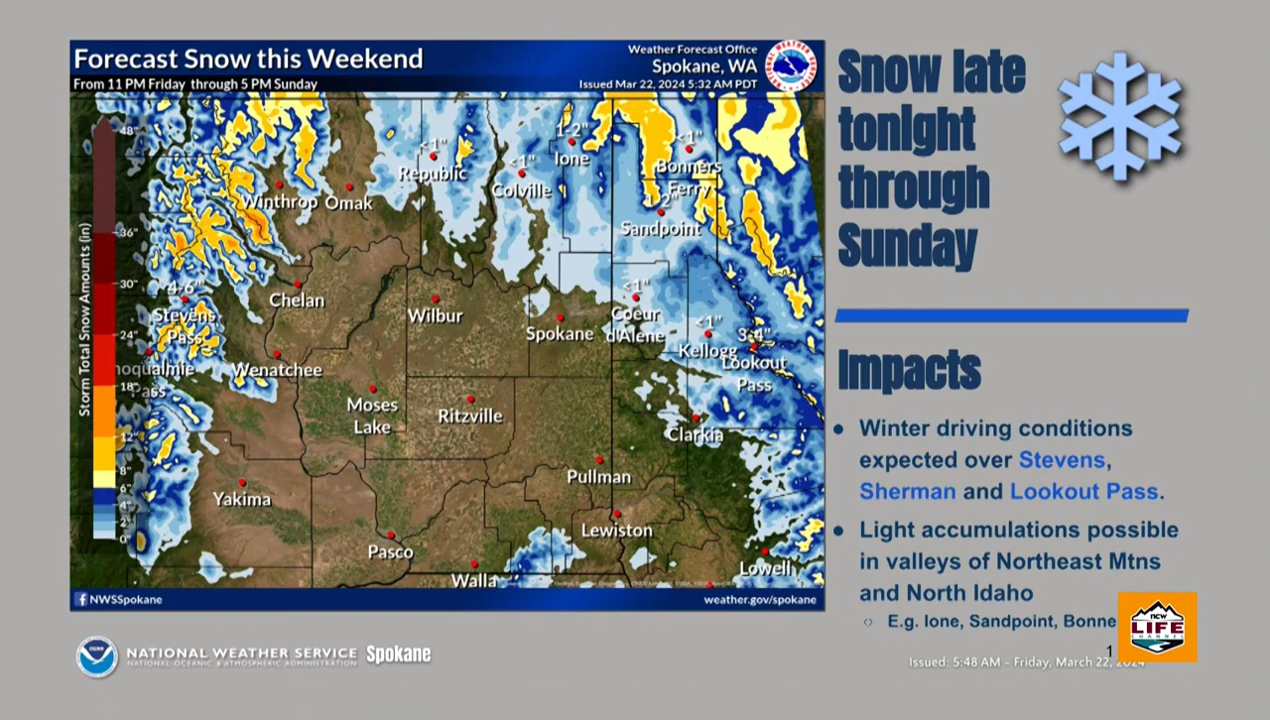 Forecast Snow this Weekend
From 11 PM Friday through 5 PM Sunday
Weather Forecast Office
Spokane, WA
Issued Mar 22, 2024 5:32 AM PDT
Storm Total Snow Amounts (in)
48"
36"
30"
24"
18"
12"
8"
6"
4"
2"
0"
Winthrop
Omak
<1"
Republic
<1"
Colville
1-2"
Ione
<1"
Bonners
Ferry
2"
Sandpoint
Chelan
Wilbur
Spokane
<1"
Coeur
d'Alene
<1"
Kellogg
3-4"
Lookout
Pass
4-6"
Stevens
Pass
noqualmie
Pass
Wenatchee
Moses
Lake
Ritzville
Clarkia
Pullman
Yakima
Lewiston
Pasco
Walla
Lowell
NWSSpokane
weather.gov/spokane
NATIONAL WEATHER SERVICE
NATIONAL OCEANIC & ATMOSPHERIC ADMINISTRATION
Spokane
Snow late
tonight
through
Sunday
Impacts
● Winter driving conditions
expected over Stevens,
Sherman and Lookout Pass.
● Light accumulations possible
in valleys of Northeast Mtns
and North Idaho
○ E.g. Ione, Sandpoint, Bonne
1
Issued: 5:48 AM – Friday, March 22, 2024
ncw
LIFE
CHANNEL